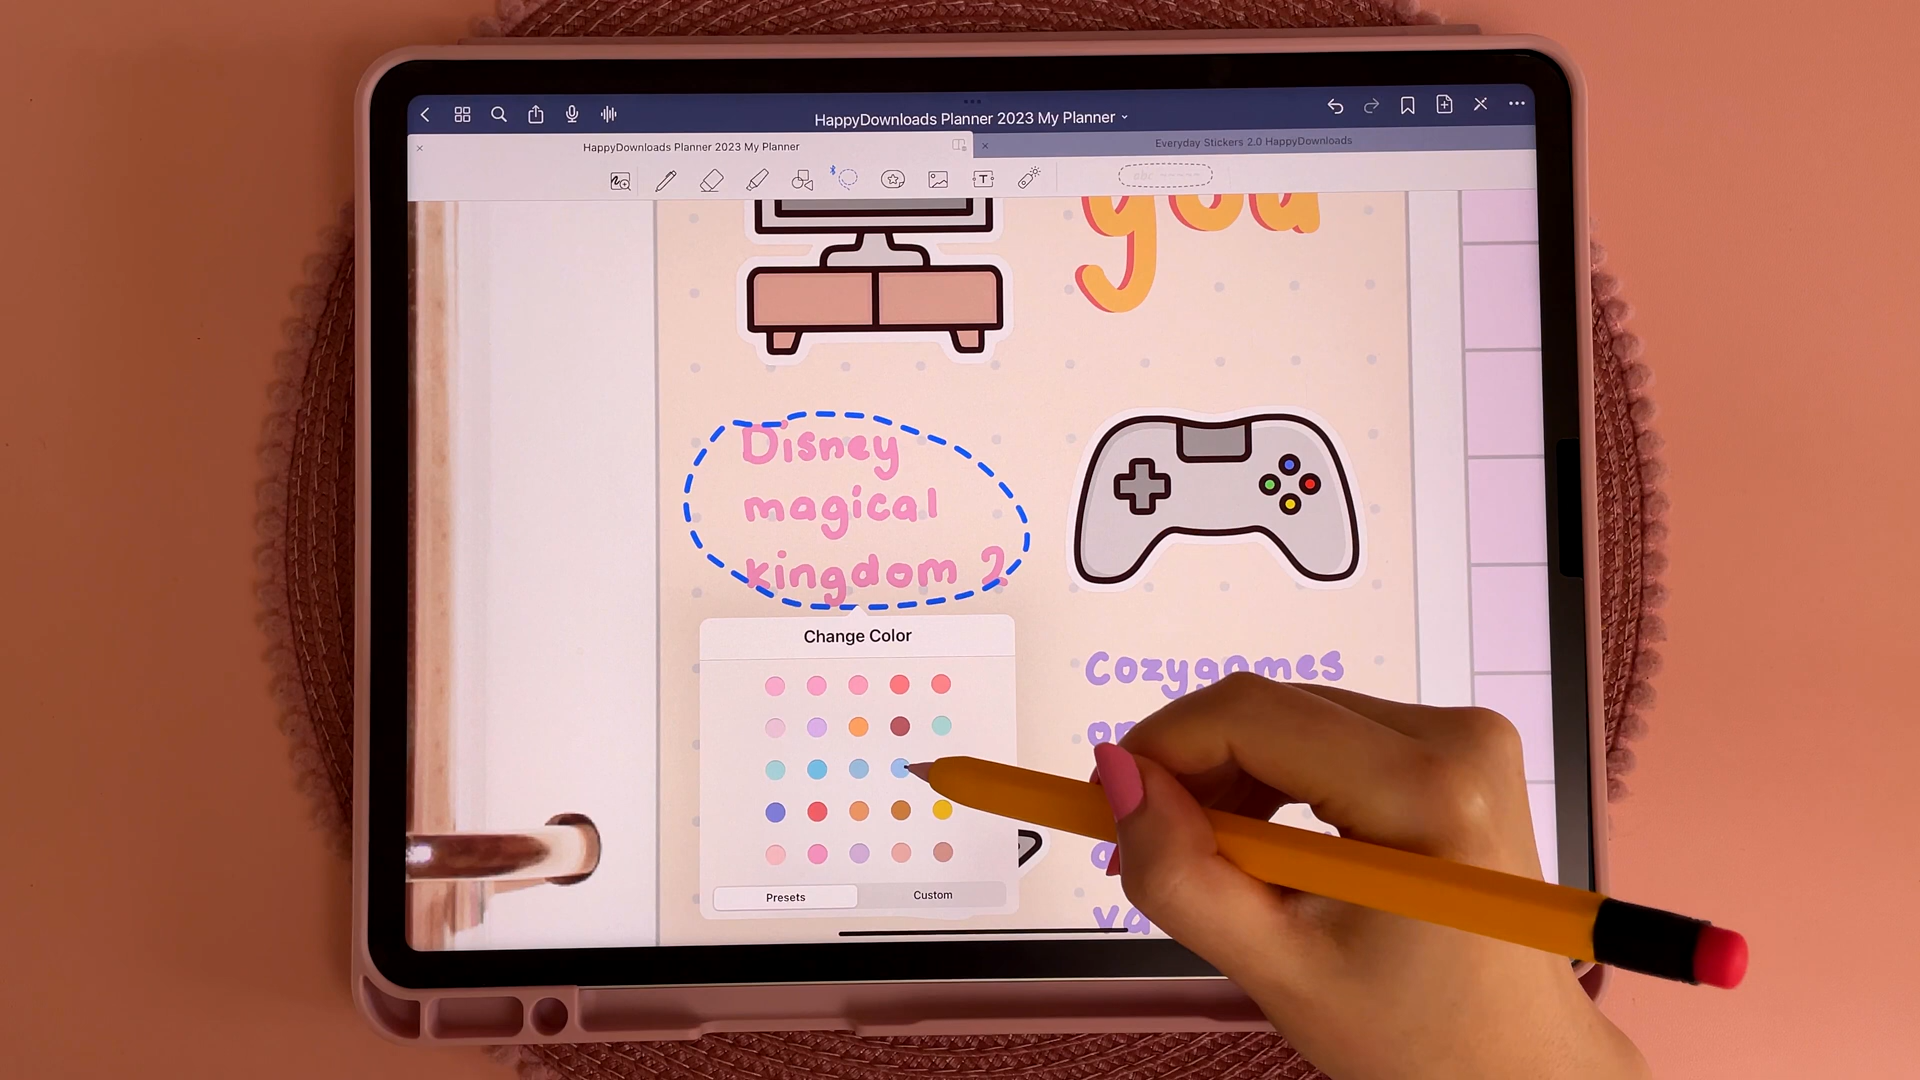 HappyDownloads Planner 2023 My Planner
HappyDownloads Planner 2023 My Planner
Everyday Stickers 2.0 HappyDownloads
T
you
Disney
magical
kingdom 2
Change Color
Presets
Custom
Cozygames